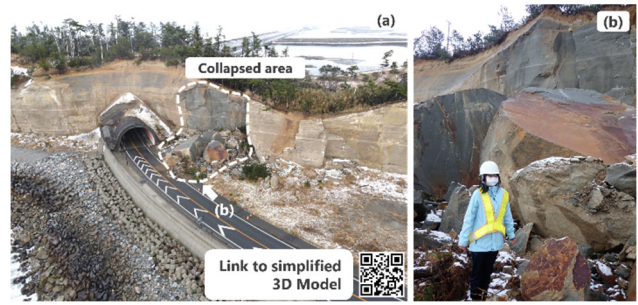 (a)
Collapsed area
(b)
Link to simplified
3D Model
(b)